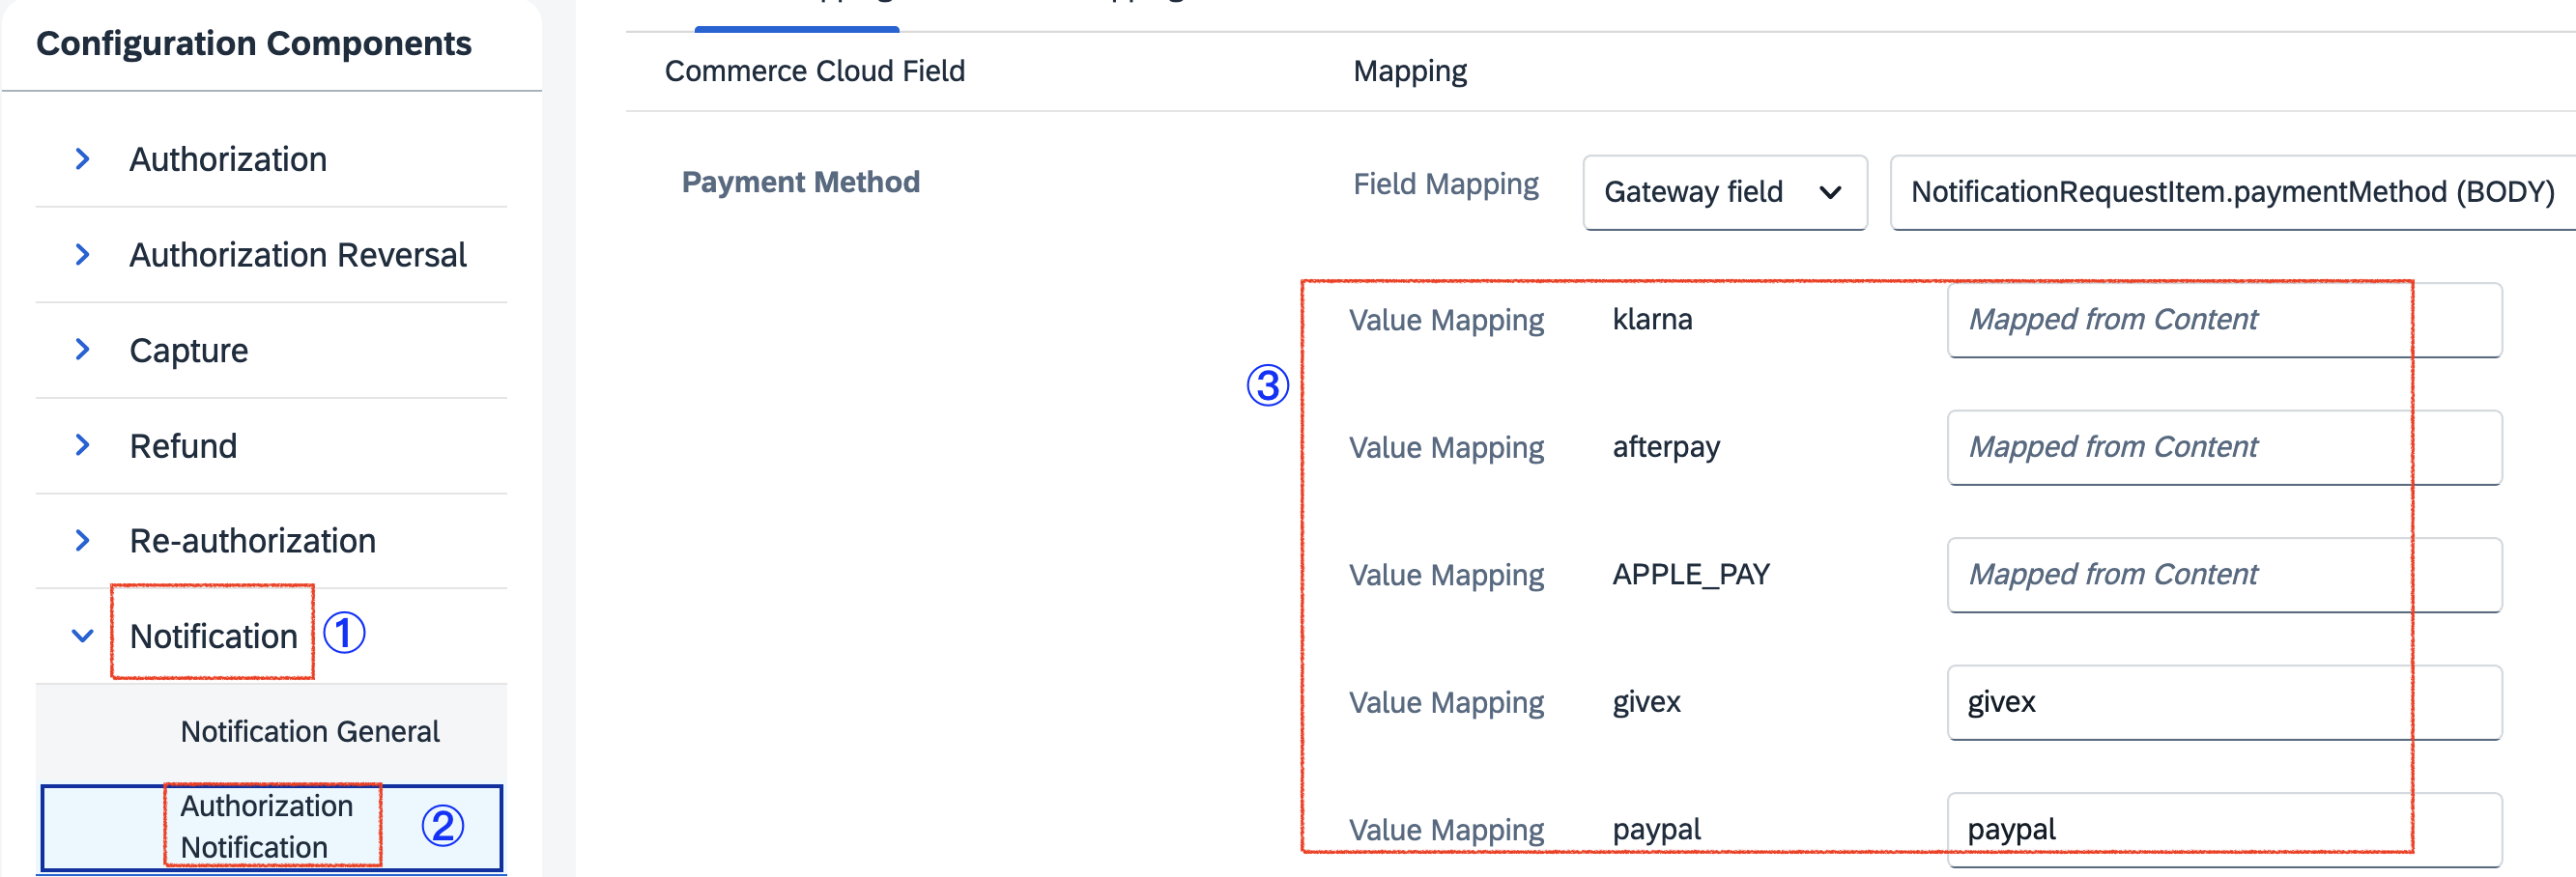 Configuration Components
Authorization
Authorization Reversal
Capture
Refund
Re-authorization
Notification ①
Notification General
Authorization
Notification
②
Commerce Cloud Field Mapping
Payment Method Field Mapping Gateway field NotificationRequestItem.paymentMethod (BODY)
③
Value Mapping klarna Mapped from Content
Value Mapping afterpay Mapped from Content
Value Mapping APPLE_PAY Mapped from Content
Value Mapping givex givex
Value Mapping paypal paypal